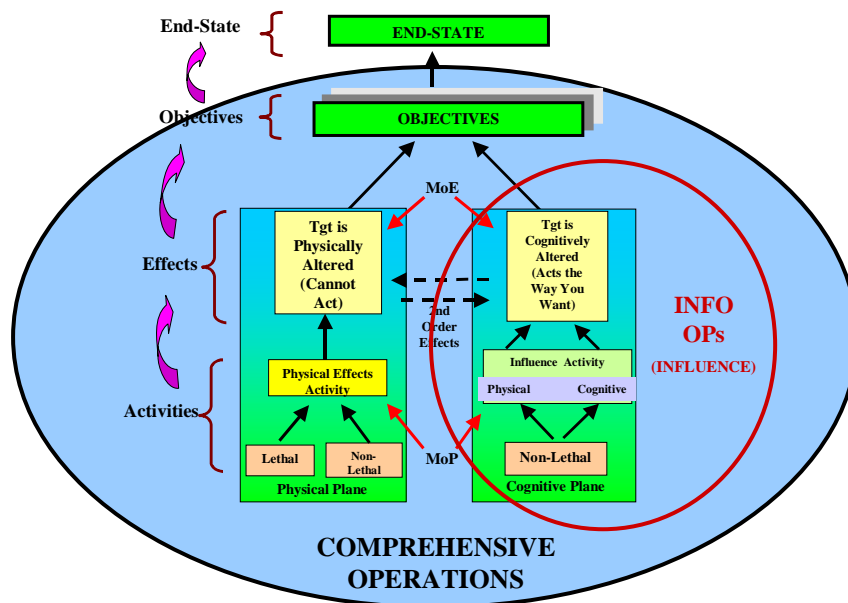 End-State
END-STATE
Objectives
OBJECTIVES
MoE
Effects
Tgt is
Physically
Altered
(Cannot
Act)
Tgt is
Cognitively
Altered
(Acts the
Way You
Want)
2nd
Order
Effects
INFO
OPs
(INFLUENCE)
Activities
Physical Effects
Activity
Influence Activity
Physical Cognitive
Lethal
Non-
Lethal
MoP
Non-Lethal
Physical Plane
Cognitive Plane
COMPREHENSIVE
OPERATIONS